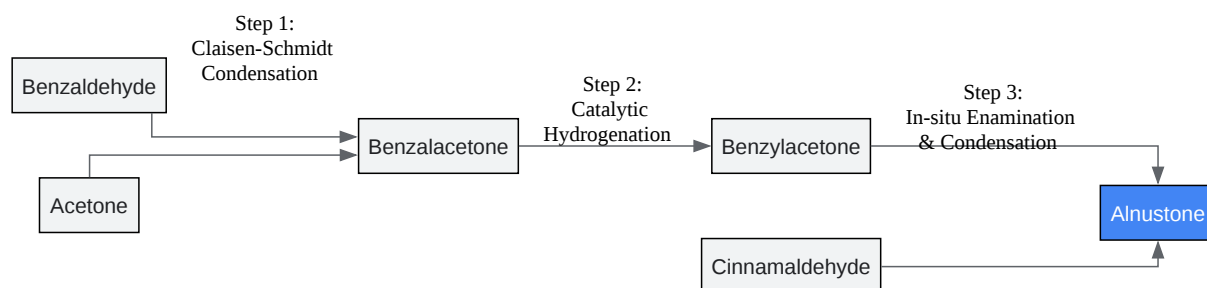 Step 1:
Claisen-Schmidt
Condensation
Benzaldehyde
Acetone
Benzalacetone
Step 2:
Catalytic
Hydrogenation
Benzylacetone
Step 3:
In-situ Enamination
& Condensation
Cinnamaldehyde
Alnustone